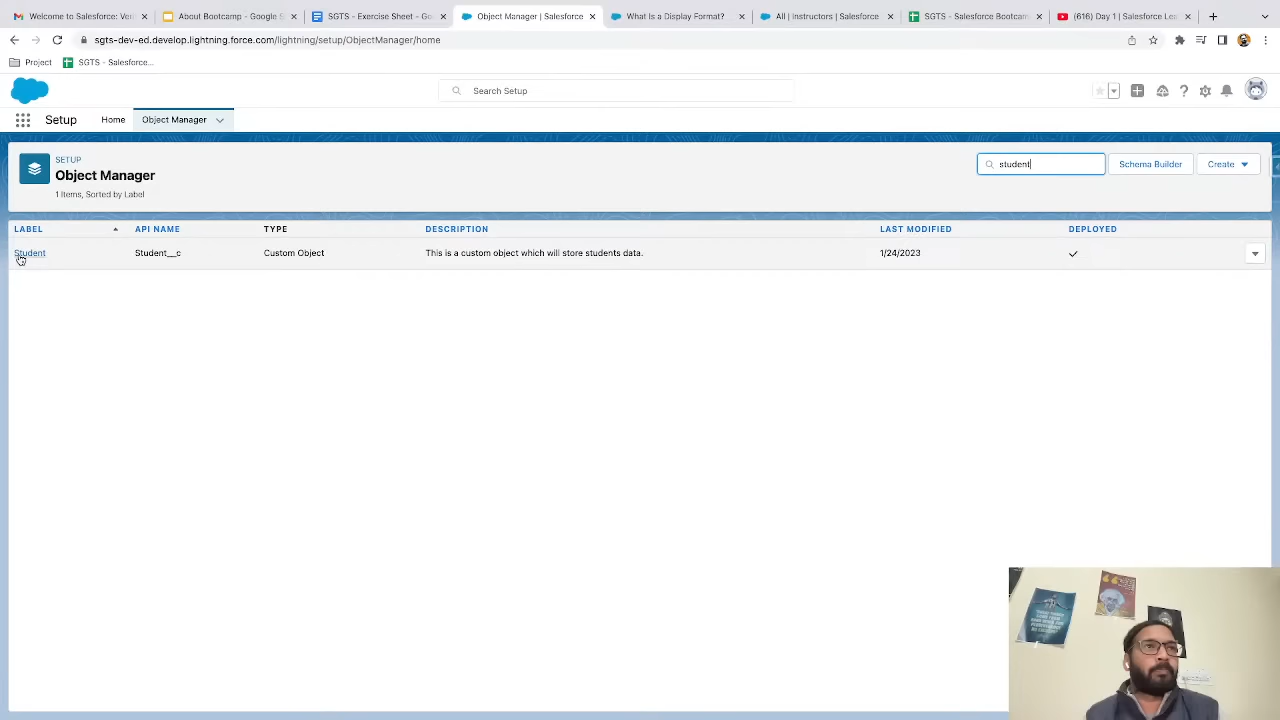 Welcome to Salesforce: Veri
About Bootcamp - Google S
SGTS - Exercise Sheet - Go
Object Manager | Salesforce
What Is a Display Format?
All | Instructors | Salesforce
SGTS - Salesforce Bootcam
(616) Day 1 | Salesforce Lea
sgts-dev-ed.develop.lightning.force.com/lightning/setup/ObjectManager/home
Project
SGTS - Salesforce...
Search Setup
Setup
Home
Object Manager
SETUP
Object Manager
1 Items, Sorted by Label
student
Schema Builder
Create
LABEL
API NAME
TYPE
DESCRIPTION
LAST MODIFIED
DEPLOYED
Student
Student__c
Custom Object
This is a custom object which will store students data.
1/24/2023